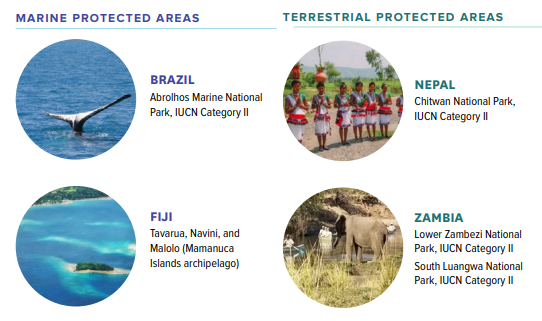 MARINE PROTECTED AREAS
BRAZIL
Abrolhos Marine National
Park, IUCN Category II
FIJI
Tavarua, Navini, and
Malolo (Mamanuca
Islands archipelago)
TERRESTRIAL PROTECTED AREAS
NEPAL
Chitwan National Park,
IUCN Category II
ZAMBIA
Lower Zambezi National
Park, IUCN Category II
South Luangwa National
Park, IUCN Category II